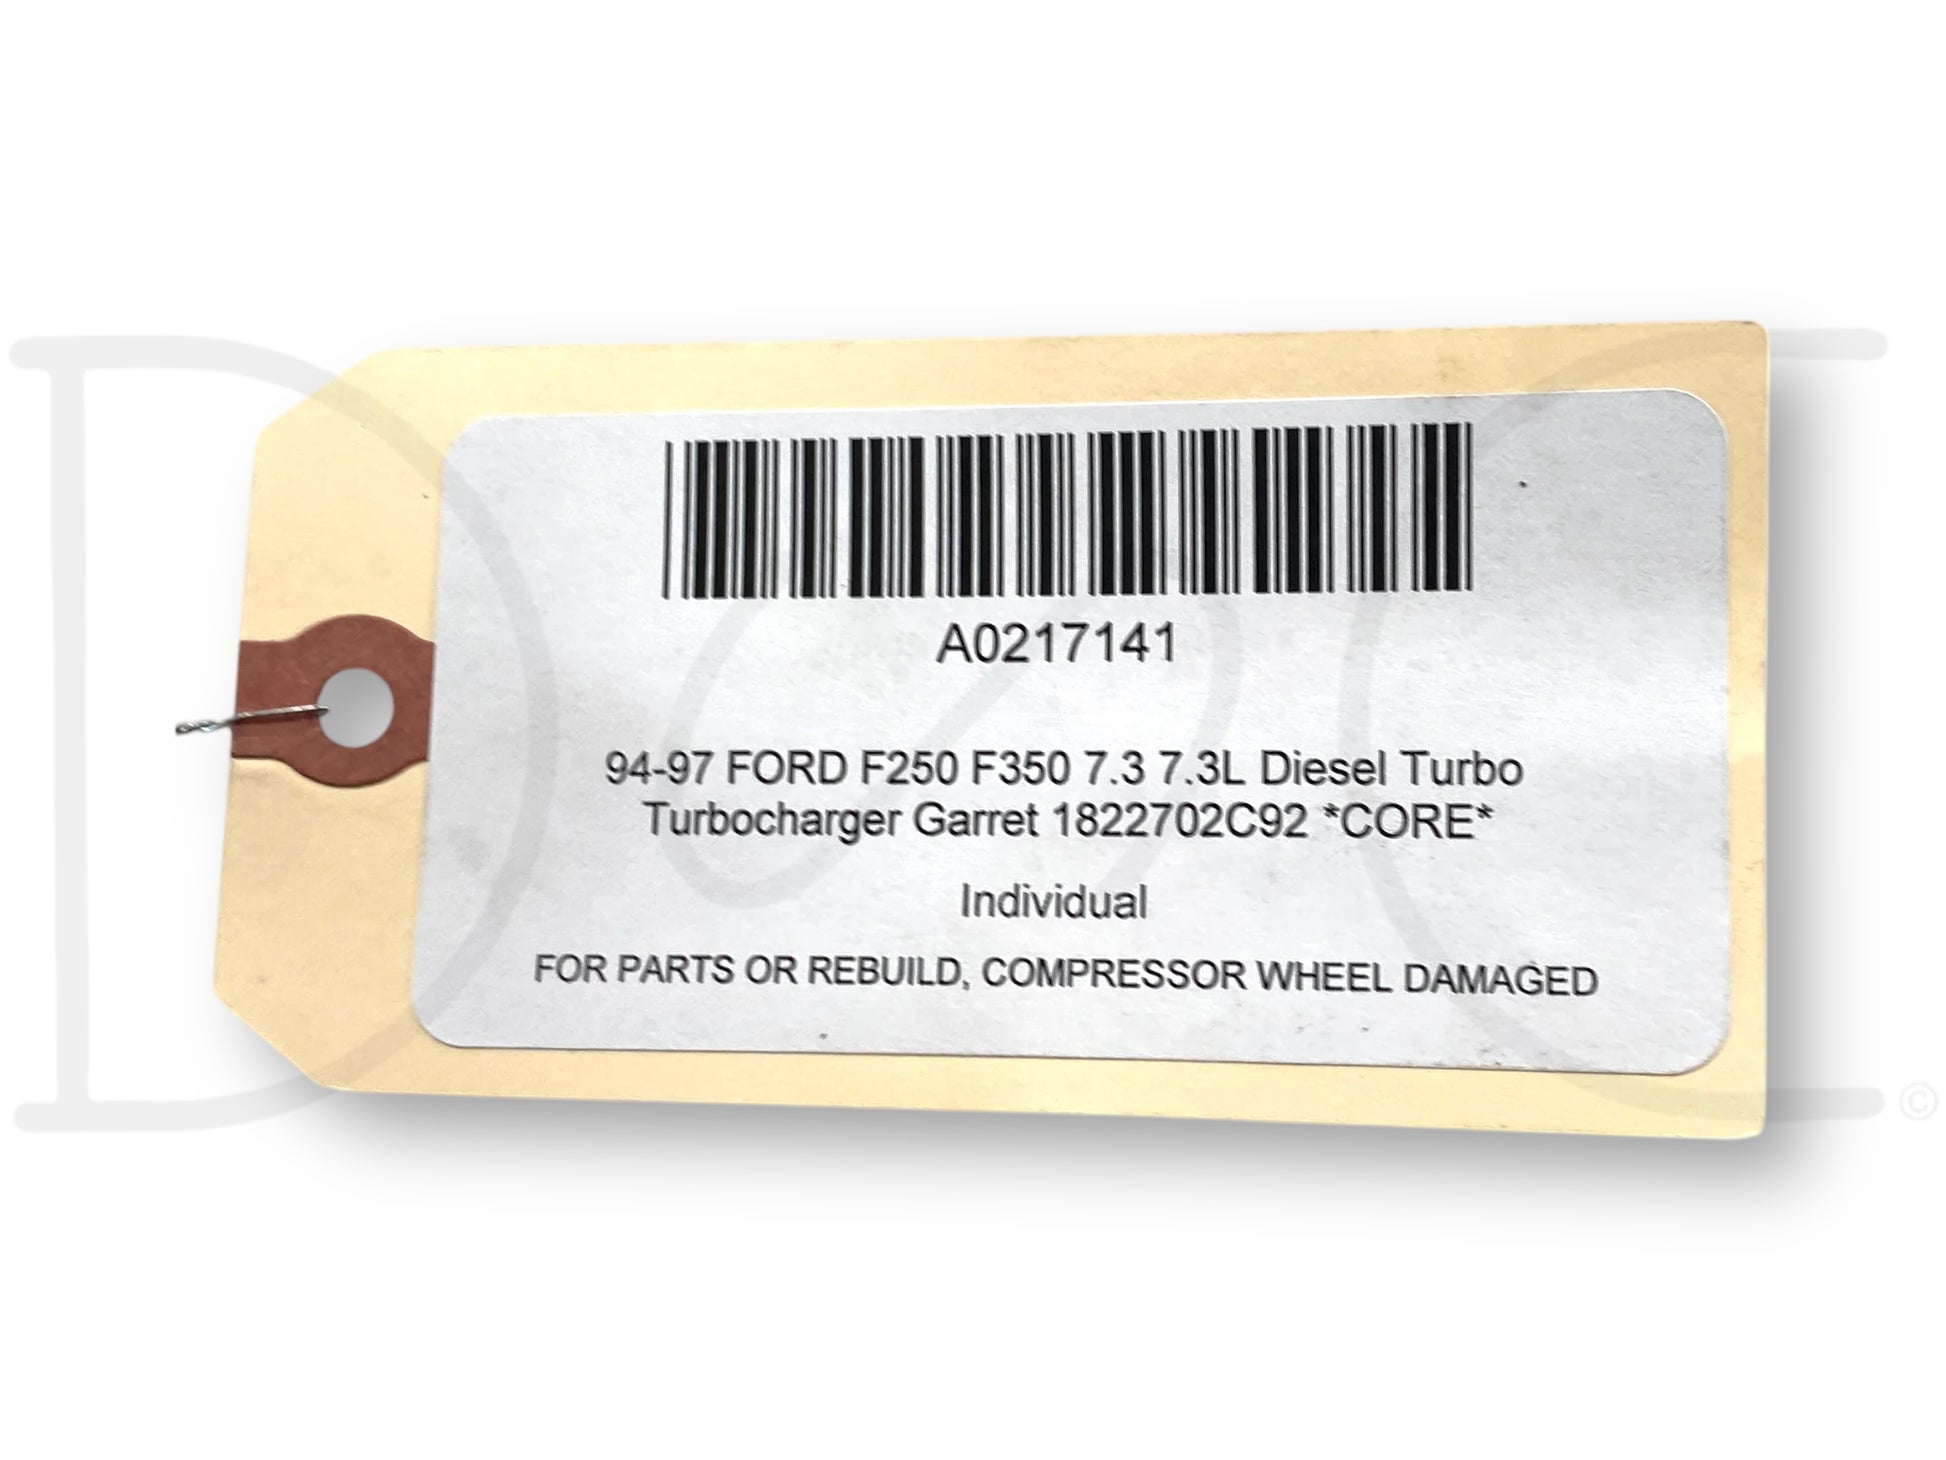 A0217141
94-97 FORD F250 F350 7.3 7.3L Diesel Turbo
Turbocharger Garret 1822702C92 *CORE*
Individual
FOR PARTS OR REBUILD, COMPRESSOR WHEEL DAMAGED
©